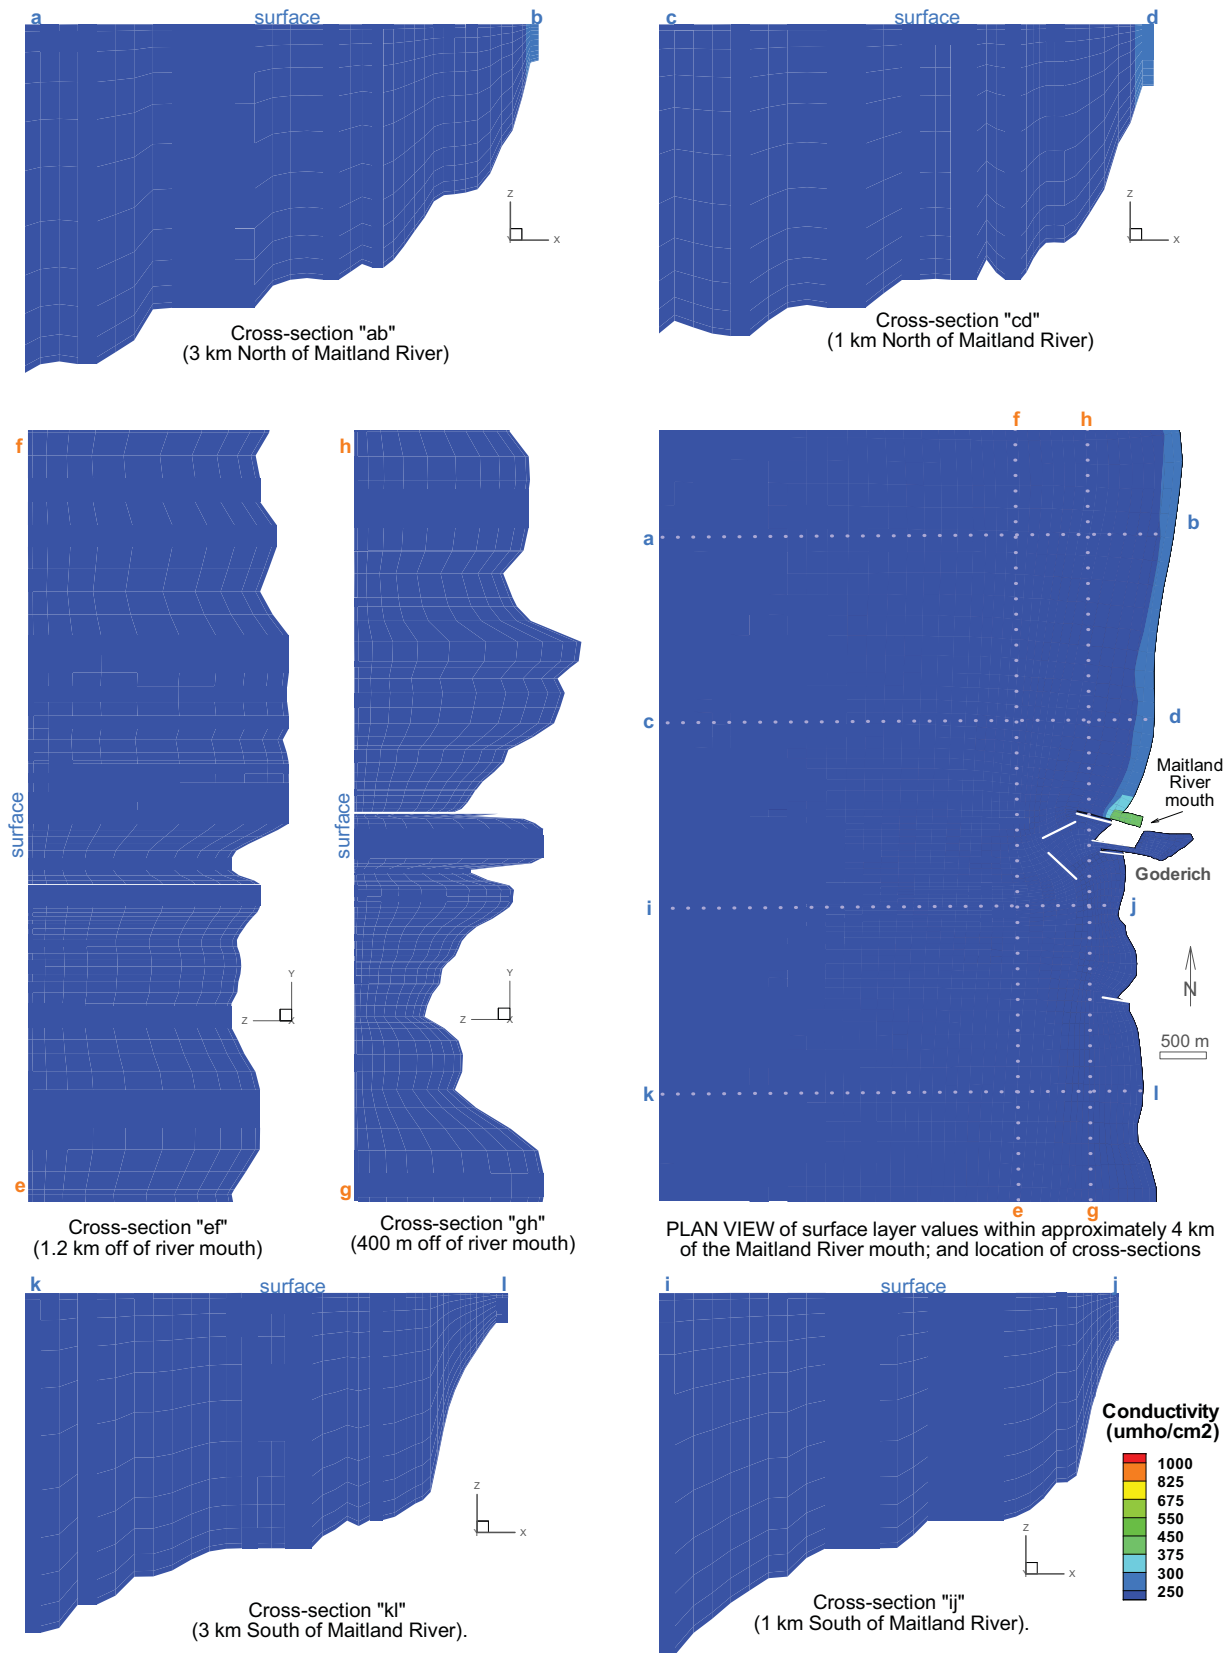 a surface b
c surface d
Z
X
Y
Z
X
Y
Cross-section "ab"
(3 km North of Maitland River)
Cross-section "cd"
(1 km North of Maitland River)
f
surface
e
Y
Z
X
Cross-section "ef"
(1.2 km off of river mouth)
h
surface
g
Y
Z
X
Cross-section "gh"
(400 m off of river mouth)
f h
a b
c d
Maitland
River
mouth
Goderich
i j
N
500 m
k l
e g
PLAN VIEW of surface layer values within approximately 4 km
of the Maitland River mouth; and location of cross-sections
k surface l
Z
Y
X
Cross-section "kl"
(3 km South of Maitland River).
i surface j
Z
Y
X
Cross-section "ij"
(1 km South of Maitland River).
Conductivity
(umho/cm2)
1000
825
675
550
450
375
300
250